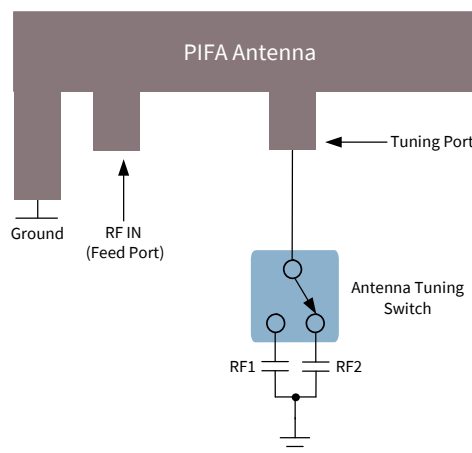 PIFA Antenna
Tuning Port
Ground
RF IN
(Feed Port)
Antenna Tuning
Switch
RF1
RF2